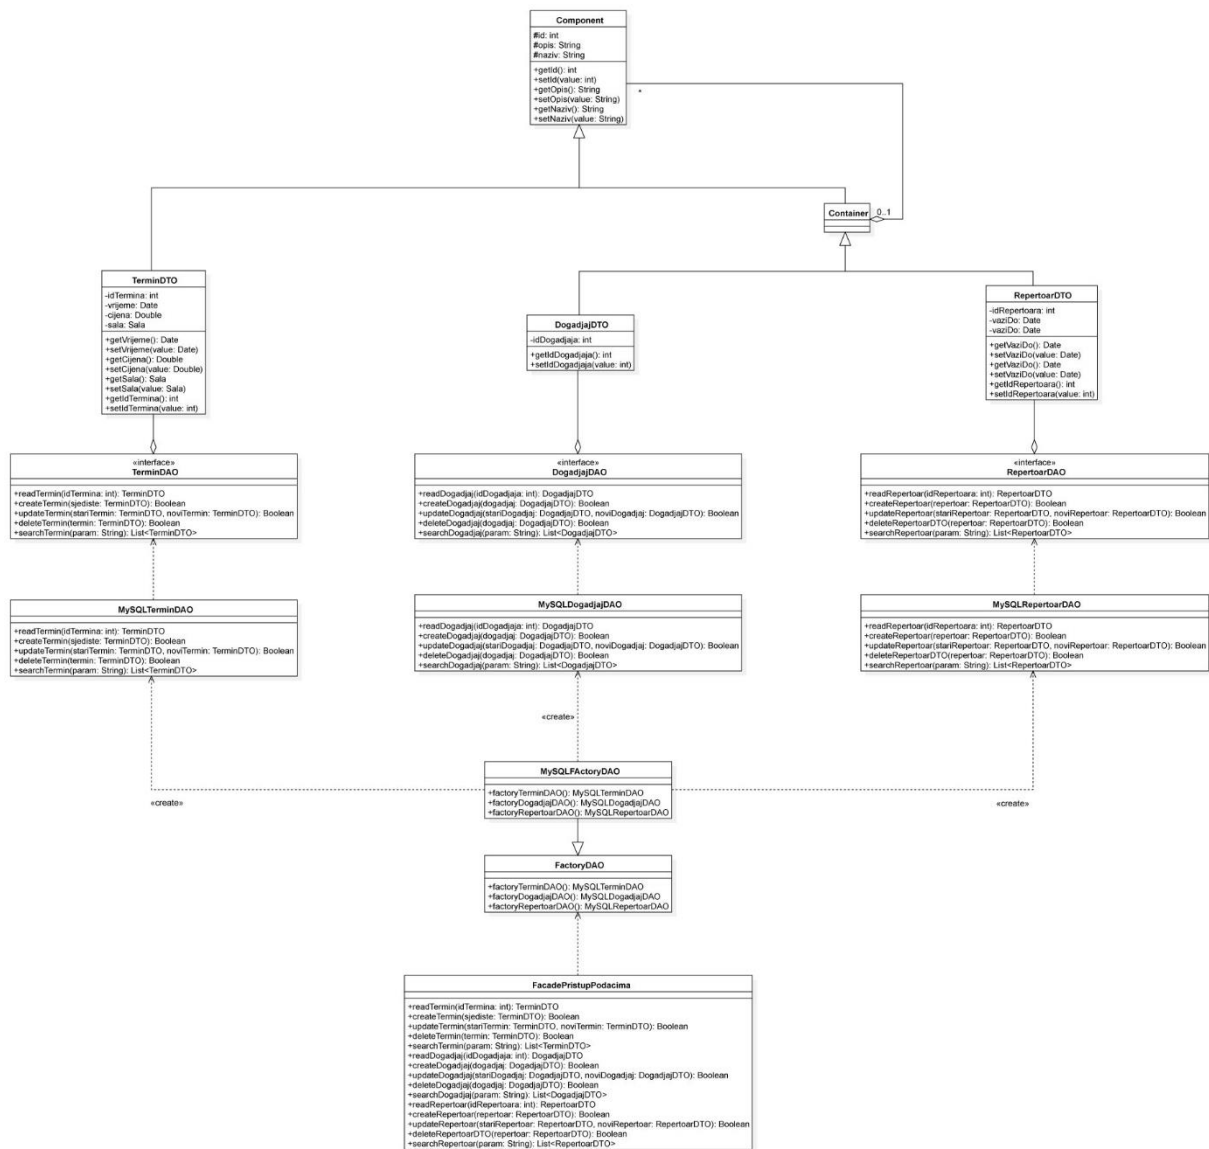 Component
#id: int
#opis: String
#naziv: String
+getId(): int
+setId(value: int)
+getOpis(): String
+setOpis(value: String)
+getNaziv(): String
+setNaziv(value: String)
*
Container
0..1
TerminDTO
-idTermina: int
-vrijeme: Date
-cijena: Double
-sala: Sala
+getVrijeme(): Date
+setVrijeme(value: Date)
+getCijena(): Double
+setCijena(value: Double)
+getSala(): Sala
+setSala(value: Sala)
+getIdTermina(): int
+setIdTermina(value: int)
DogadjajDTO
-idDogadjaja: int
+getIdDogadjaja(): int
+setIdDogadjaja(value: int)
RepertoarDTO
-idRepertoara: int
-vaziDo: Date
-vaziDo: Date
+getVaziDo(): Date
+setVaziDo(value: Date)
+getVaziDo(): Date
+setVaziDo(value: Date)
+getIdRepertoara(): int
+setIdRepertoara(value: int)
«interface»
TerminDAO
+readTermin(idTermina: int): TerminDTO
+createTermin(sjediste: TerminDTO): Boolean
+updateTermin(stariTermin: TerminDTO, noviTermin: TerminDTO): Boolean
+deleteTermin(termin: TerminDTO): Boolean
+searchTermin(param: String): List<TerminDTO>
«interface»
DogadjajDAO
+readDogadjaj(idDogadjaja: int): DogadjajDTO
+createDogadjaj(dogadjaj: DogadjajDTO): Boolean
+updateDogadjaj(stariDogadjaj: DogadjajDTO, noviDogadjaj: DogadjajDTO): Boolean
+deleteDogadjaj(dogadjaj: DogadjajDTO): Boolean
+searchDogadjaj(param: String): List<DogadjajDTO>
«interface»
RepertoarDAO
+readRepertoar(idRepertoara: int): RepertoarDTO
+createRepertoar(repertoar: RepertoarDTO): Boolean
+updateRepertoar(stariRepertoar: RepertoarDTO, noviRepertoar: RepertoarDTO): Boolean
+deleteRepertoarDTO(repertoar: RepertoarDTO): Boolean
+searchRepertoar(param: String): List<RepertoarDTO>
MySQLTerminDAO
+readTermin(idTermina: int): TerminDTO
+createTermin(sjediste: TerminDTO): Boolean
+updateTermin(stariTermin: TerminDTO, noviTermin: TerminDTO): Boolean
+deleteTermin(termin: TerminDTO): Boolean
+searchTermin(param: String): List<TerminDTO>
MySQLDogadjajDAO
+readDogadjaj(idDogadjaja: int): DogadjajDTO
+createDogadjaj(dogadjaj: DogadjajDTO): Boolean
+updateDogadjaj(stariDogadjaj: DogadjajDTO, noviDogadjaj: DogadjajDTO): Boolean
+deleteDogadjaj(dogadjaj: DogadjajDTO): Boolean
+searchDogadjaj(param: String): List<DogadjajDTO>
MySQLRepertoarDAO
+readRepertoar(idRepertoara: int): RepertoarDTO
+createRepertoar(repertoar: RepertoarDTO): Boolean
+updateRepertoar(stariRepertoar: RepertoarDTO, noviRepertoar: RepertoarDTO): Boolean
+deleteRepertoarDTO(repertoar: RepertoarDTO): Boolean
+searchRepertoar(param: String): List<RepertoarDTO>
«create»
«create»
«create»
MySQLFActoryDAO
+factoryTerminDAO(): MySQLTerminDAO
+factoryDogadjajDAO(): MySQLDogadjajDAO
+factoryRepertoarDAO(): MySQLRepertoarDAO
FactoryDAO
+factoryTerminDAO(): MySQLTerminDAO
+factoryDogadjajDAO(): MySQLDogadjajDAO
+factoryRepertoarDAO(): MySQLRepertoarDAO
FacadePristupPodacima
+readTermin(idTermina: int): TerminDTO
+createTermin(sjediste: TerminDTO): Boolean
+updateTermin(stariTermin: TerminDTO, noviTermin: TerminDTO): Boolean
+deleteTermin(termin: TerminDTO): Boolean
+searchTermin(param: String): List<TerminDTO>
+readDogadjaj(idDogadjaja: int): DogadjajDTO
+createDogadjaj(dogadjaj: DogadjajDTO): Boolean
+updateDogadjaj(stariDogadjaj: DogadjajDTO, noviDogadjaj: DogadjajDTO): Boolean
+deleteDogadjaj(dogadjaj: DogadjajDTO): Boolean
+searchDogadjaj(param: String): List<DogadjajDTO>
+readRepertoar(idRepertoara: int): RepertoarDTO
+createRepertoar(repertoar: RepertoarDTO): Boolean
+updateRepertoar(stariRepertoar: RepertoarDTO, noviRepertoar: RepertoarDTO): Boolean
+deleteRepertoarDTO(repertoar: RepertoarDTO): Boolean
+searchRepertoar(param: String): List<RepertoarDTO>